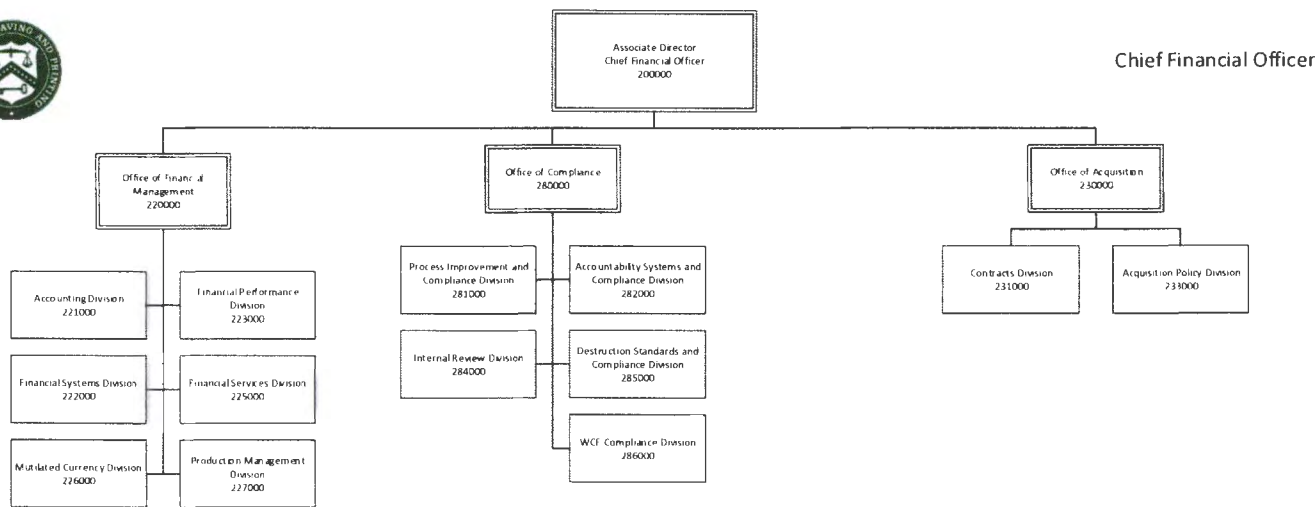 AVING AND PRINTING
Associate Director
Chief Financial Officer
200000
Chief Financial Officer
Office of Financial
Management
220000
Office of Compliance
280000
Office of Acquisition
230000
Accounting Division
221000
Financial Performance
Division
223000
Financial Systems Division
222000
Financial Services Division
225000
Mutilated Currency Division
226000
Production Management
Division
227000
Process Improvement and
Compliance Division
281000
Accountability Systems and
Compliance Division
282000
Internal Review Division
284000
Destruction Standards and
Compliance Division
285000
WCF Compliance Division
286000
Contracts Division
231000
Acquisition Policy Division
233000